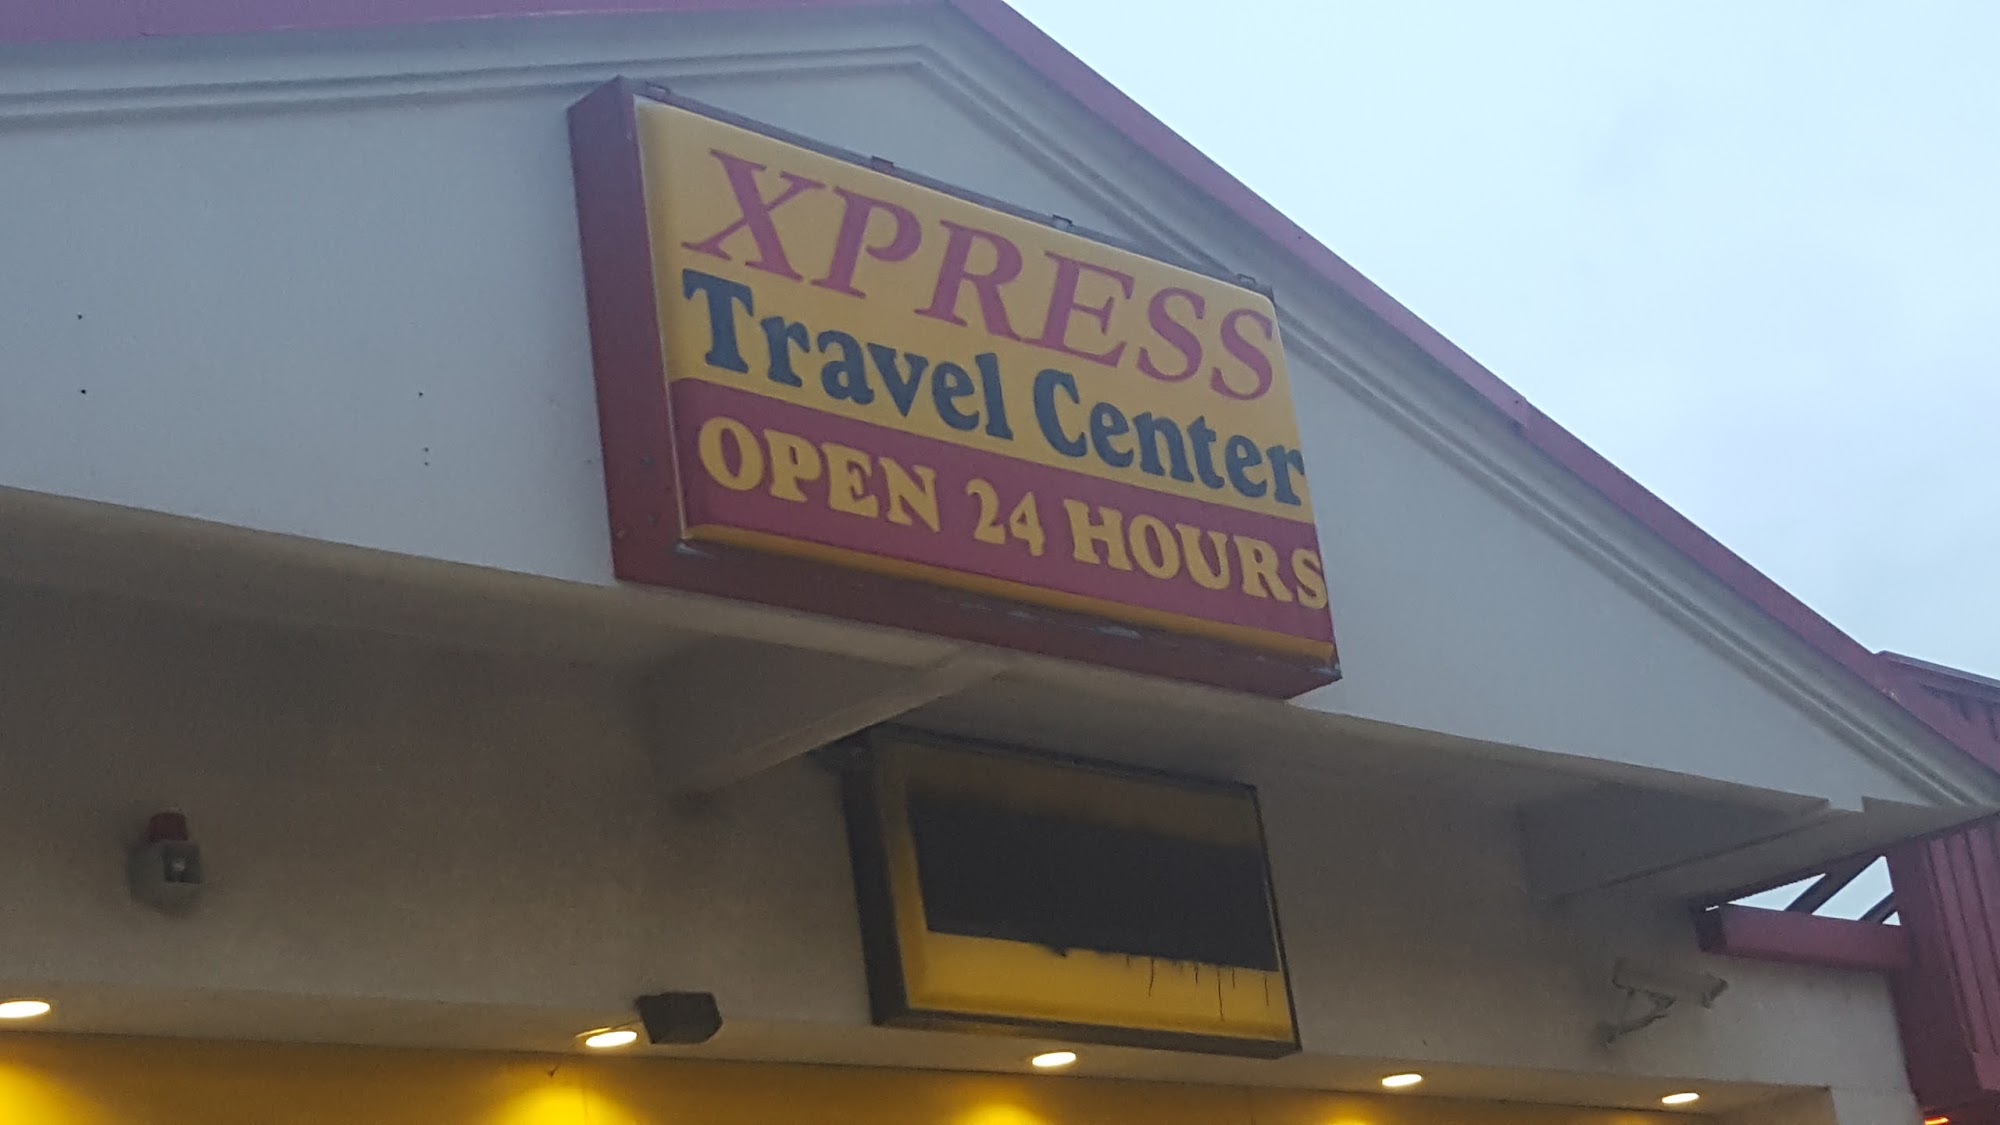 XPRESS
Travel Center
OPEN 24 HOURS